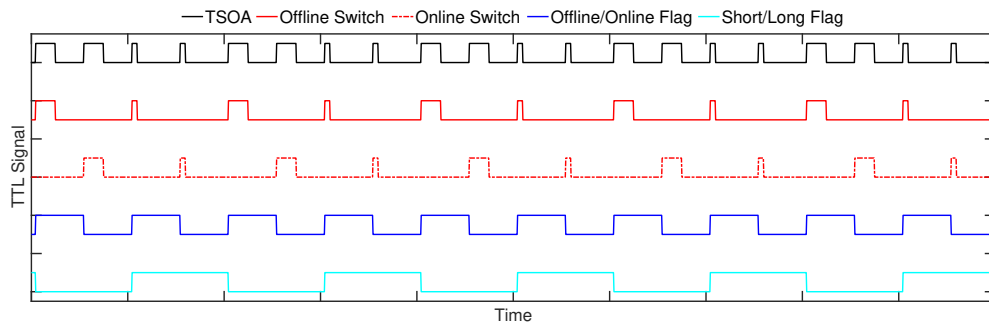 TSOA Offline Switch Online Switch Offline/Online Flag Short/Long Flag
TTL Signal
Time